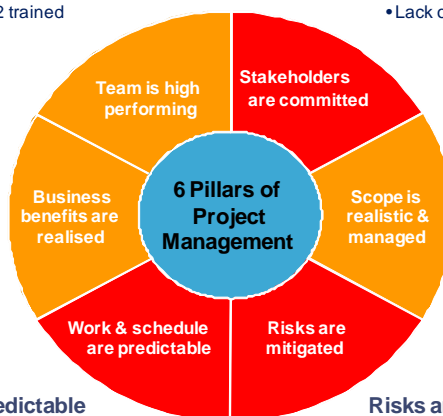 2 trained
• Lack o
Team is high
performing
Stakeholders
are committed
Business
benefits are
realised
6 Pillars of
Project
Management
Scope is
realistic &
managed
Work & schedule
are predictable
Risks are
mitigated
edictable
Risks a